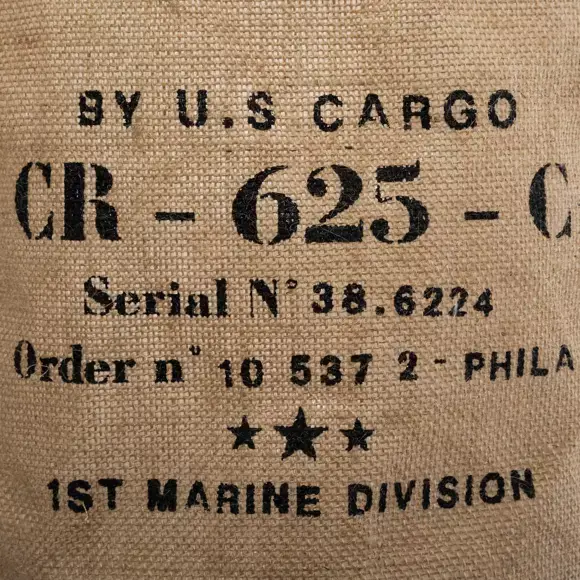 BY U.S CARGO
CR - 625 - C
Serial N° 38.6224
Order n° 10 537 2 - PHILA
★★★
1ST MARINE DIVISION